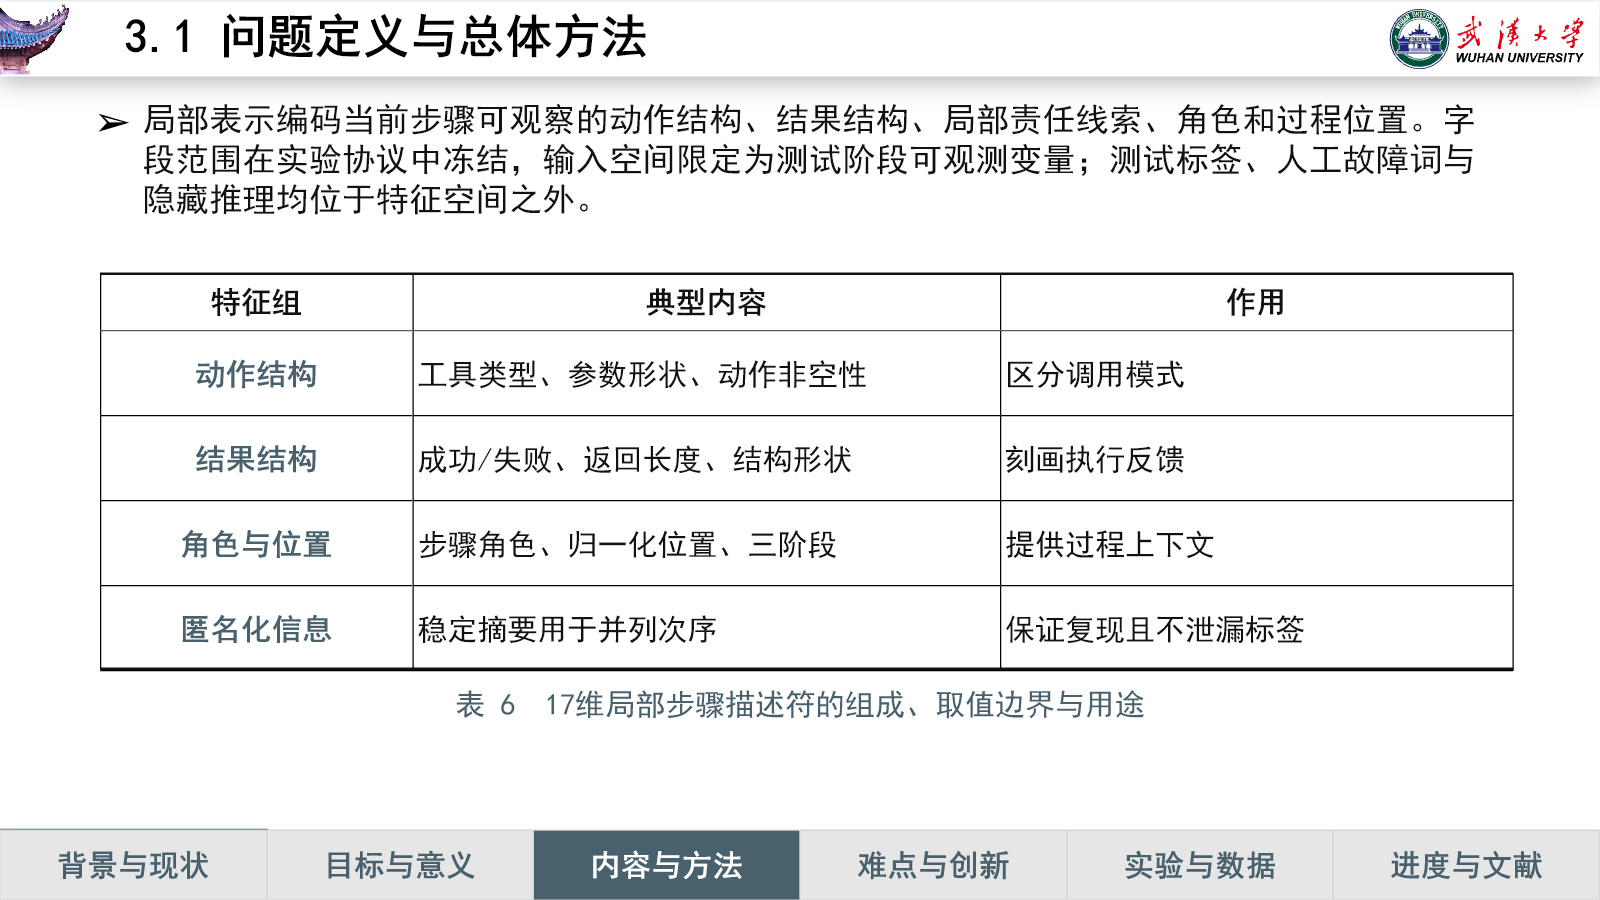 3.1 问题定义与总体方法
武汉大学
WUHAN UNIVERSITY
➢ 局部表示编码当前步骤可观察的动作结构、结果结构、局部责任线索、角色和过程位置。字
段范围在实验协议中冻结，输入空间限定为测试阶段可观测变量；测试标签、人工故障词与
隐藏推理均位于特征空间之外。
特征组 典型内容 作用
动作结构 工具类型、参数形状、动作非空性 区分调用模式
结果结构 成功/失败、返回长度、结构形状 刻画执行反馈
角色与位置 步骤角色、归一化位置、三阶段 提供过程上下文
匿名化信息 稳定摘要用于并列次序 保证复现且不泄漏标签
表 6 17维局部步骤描述符的组成、取值边界与用途
背景与现状 目标与意义 内容与方法 难点与创新 实验与数据 进度与文献